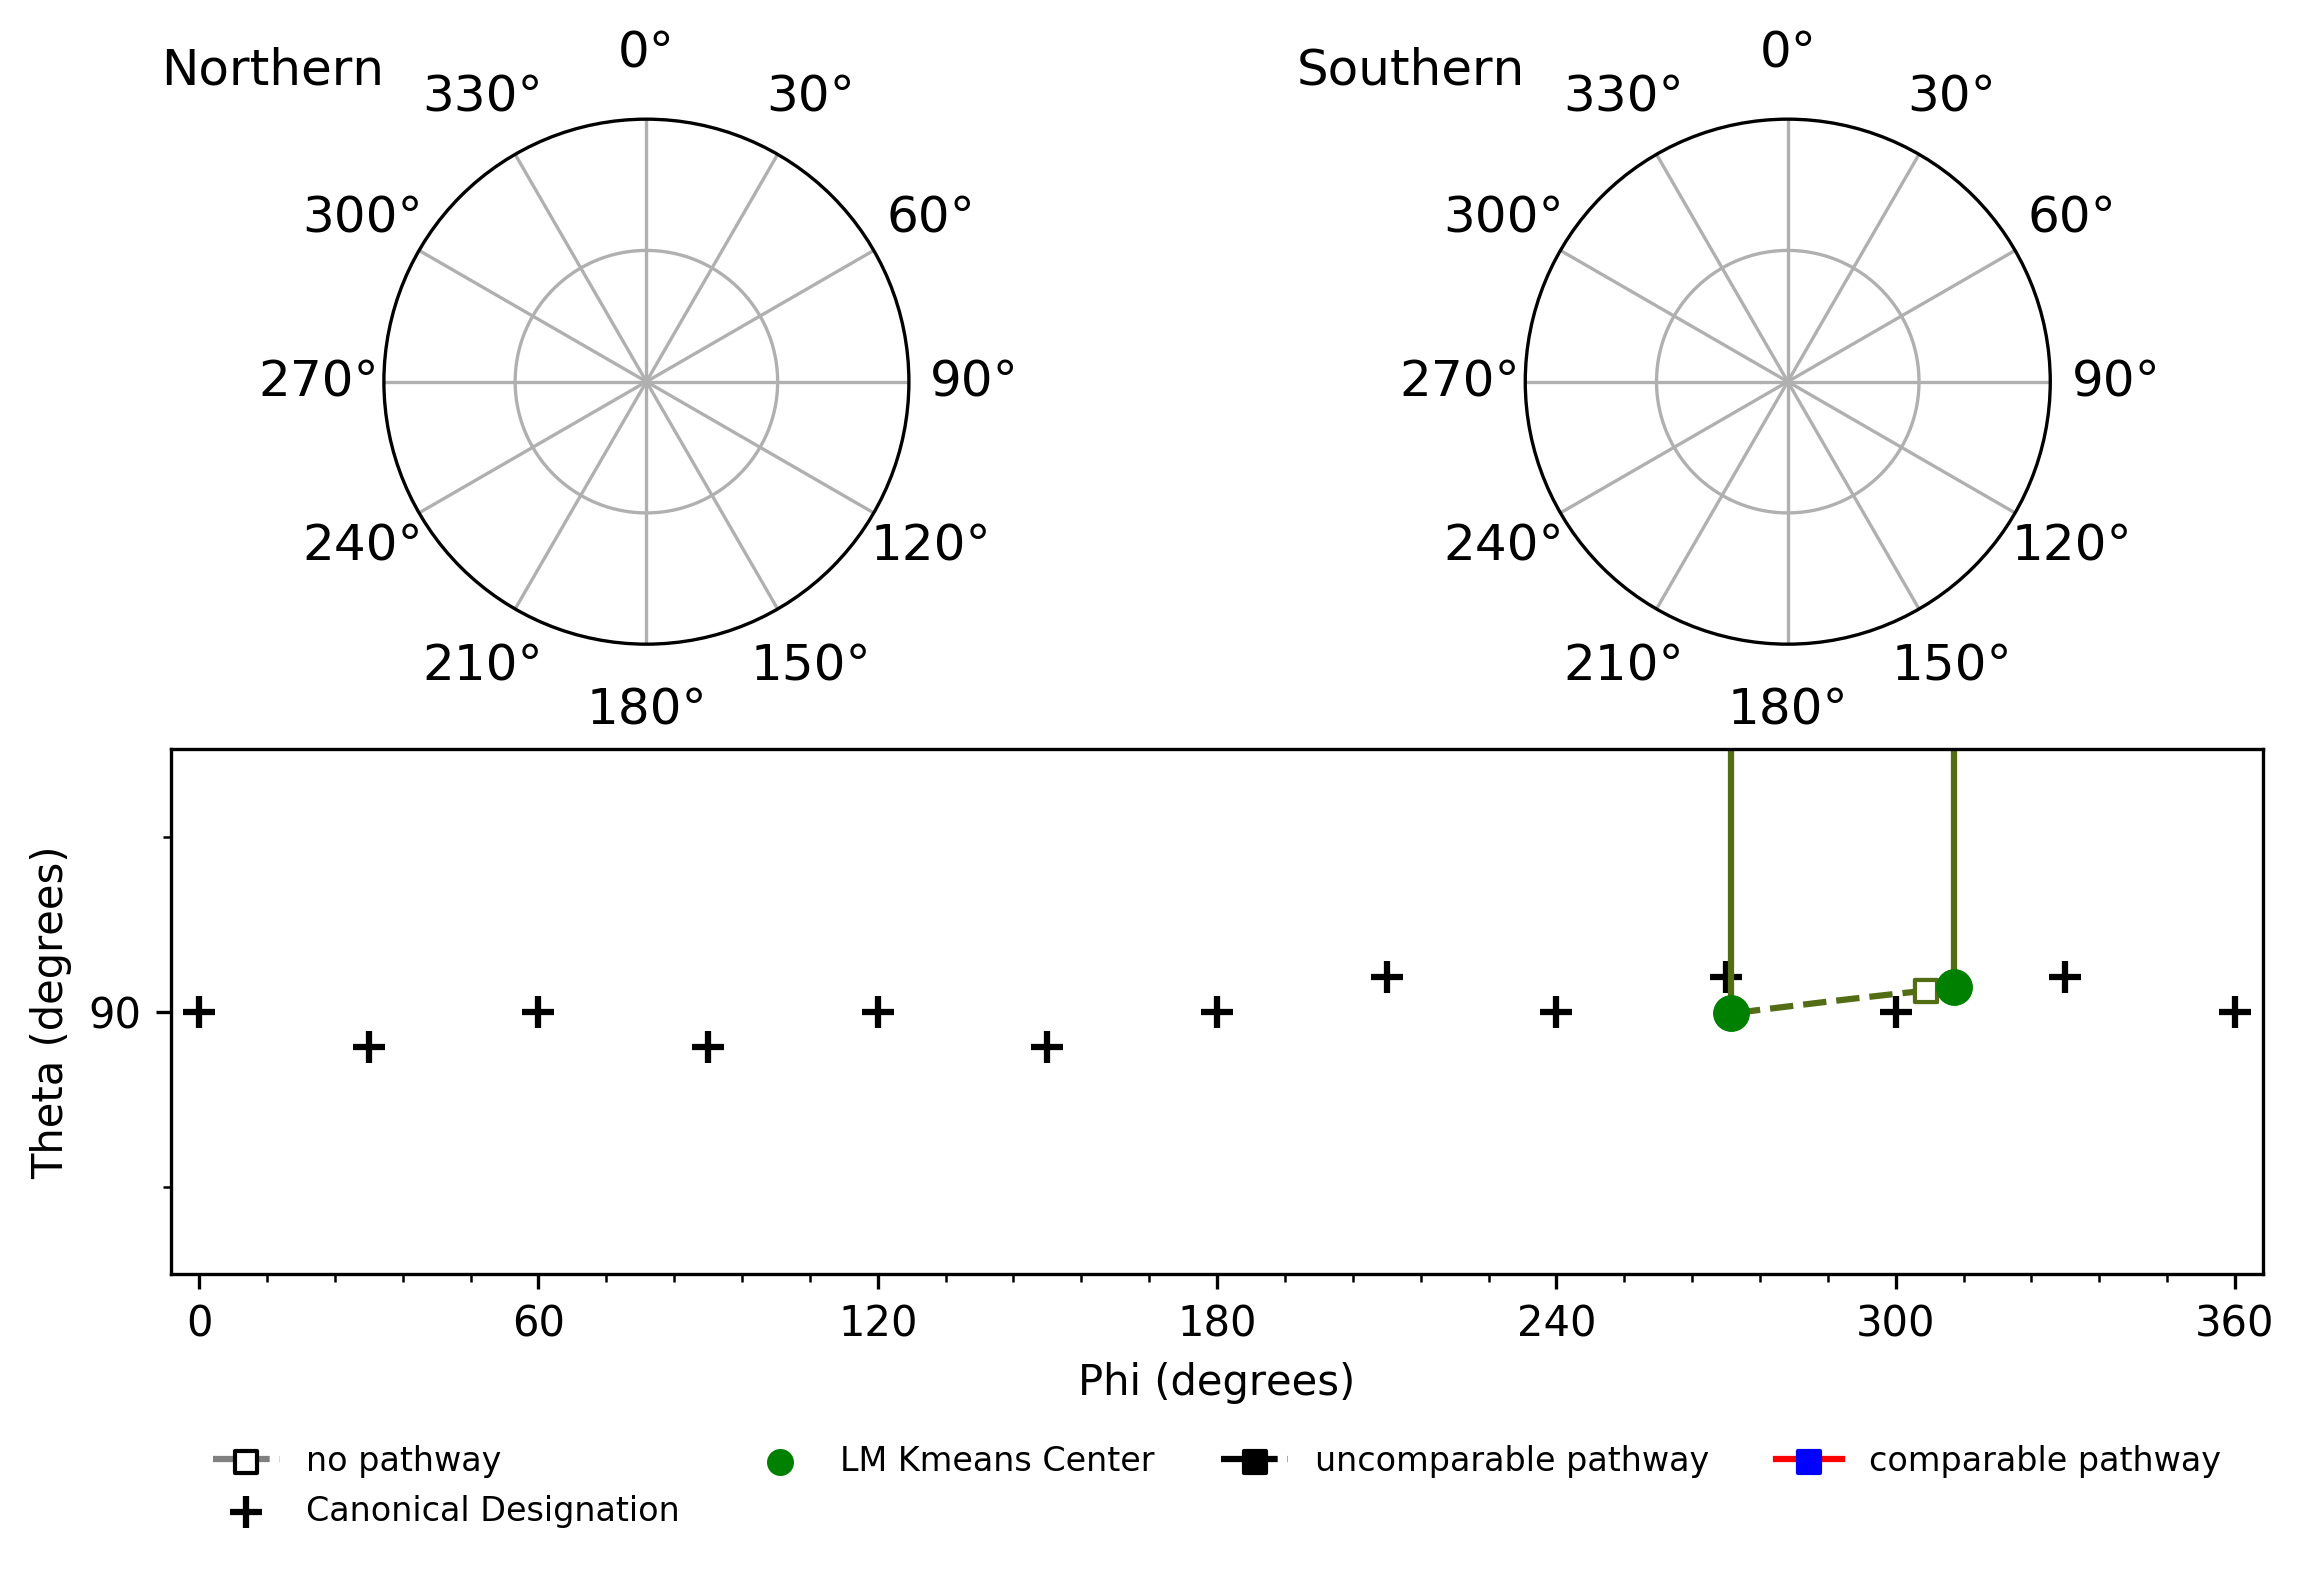 Northern
0°
30°
60°
90°
120°
150°
180°
210°
240°
270°
300°
330°
Southern
0°
30°
60°
90°
120°
150°
180°
210°
240°
270°
300°
330°
Theta (degrees)
90
0 60 120 180 240 300 360
Phi (degrees)
no pathway
Canonical Designation
LM Kmeans Center
uncomparable pathway
comparable pathway